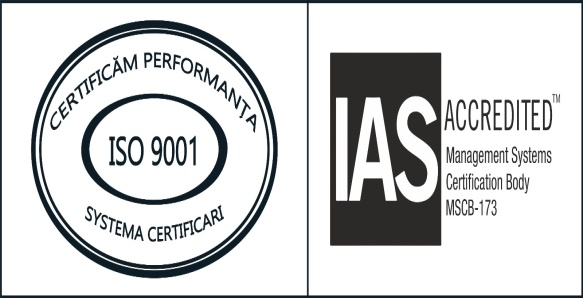 CERTIFICĂM PERFORMANȚA
ISO 9001
SYSTEMA CERTIFICARI
IAS
ACCREDITED™
Management Systems
Certification Body
MSCB-173